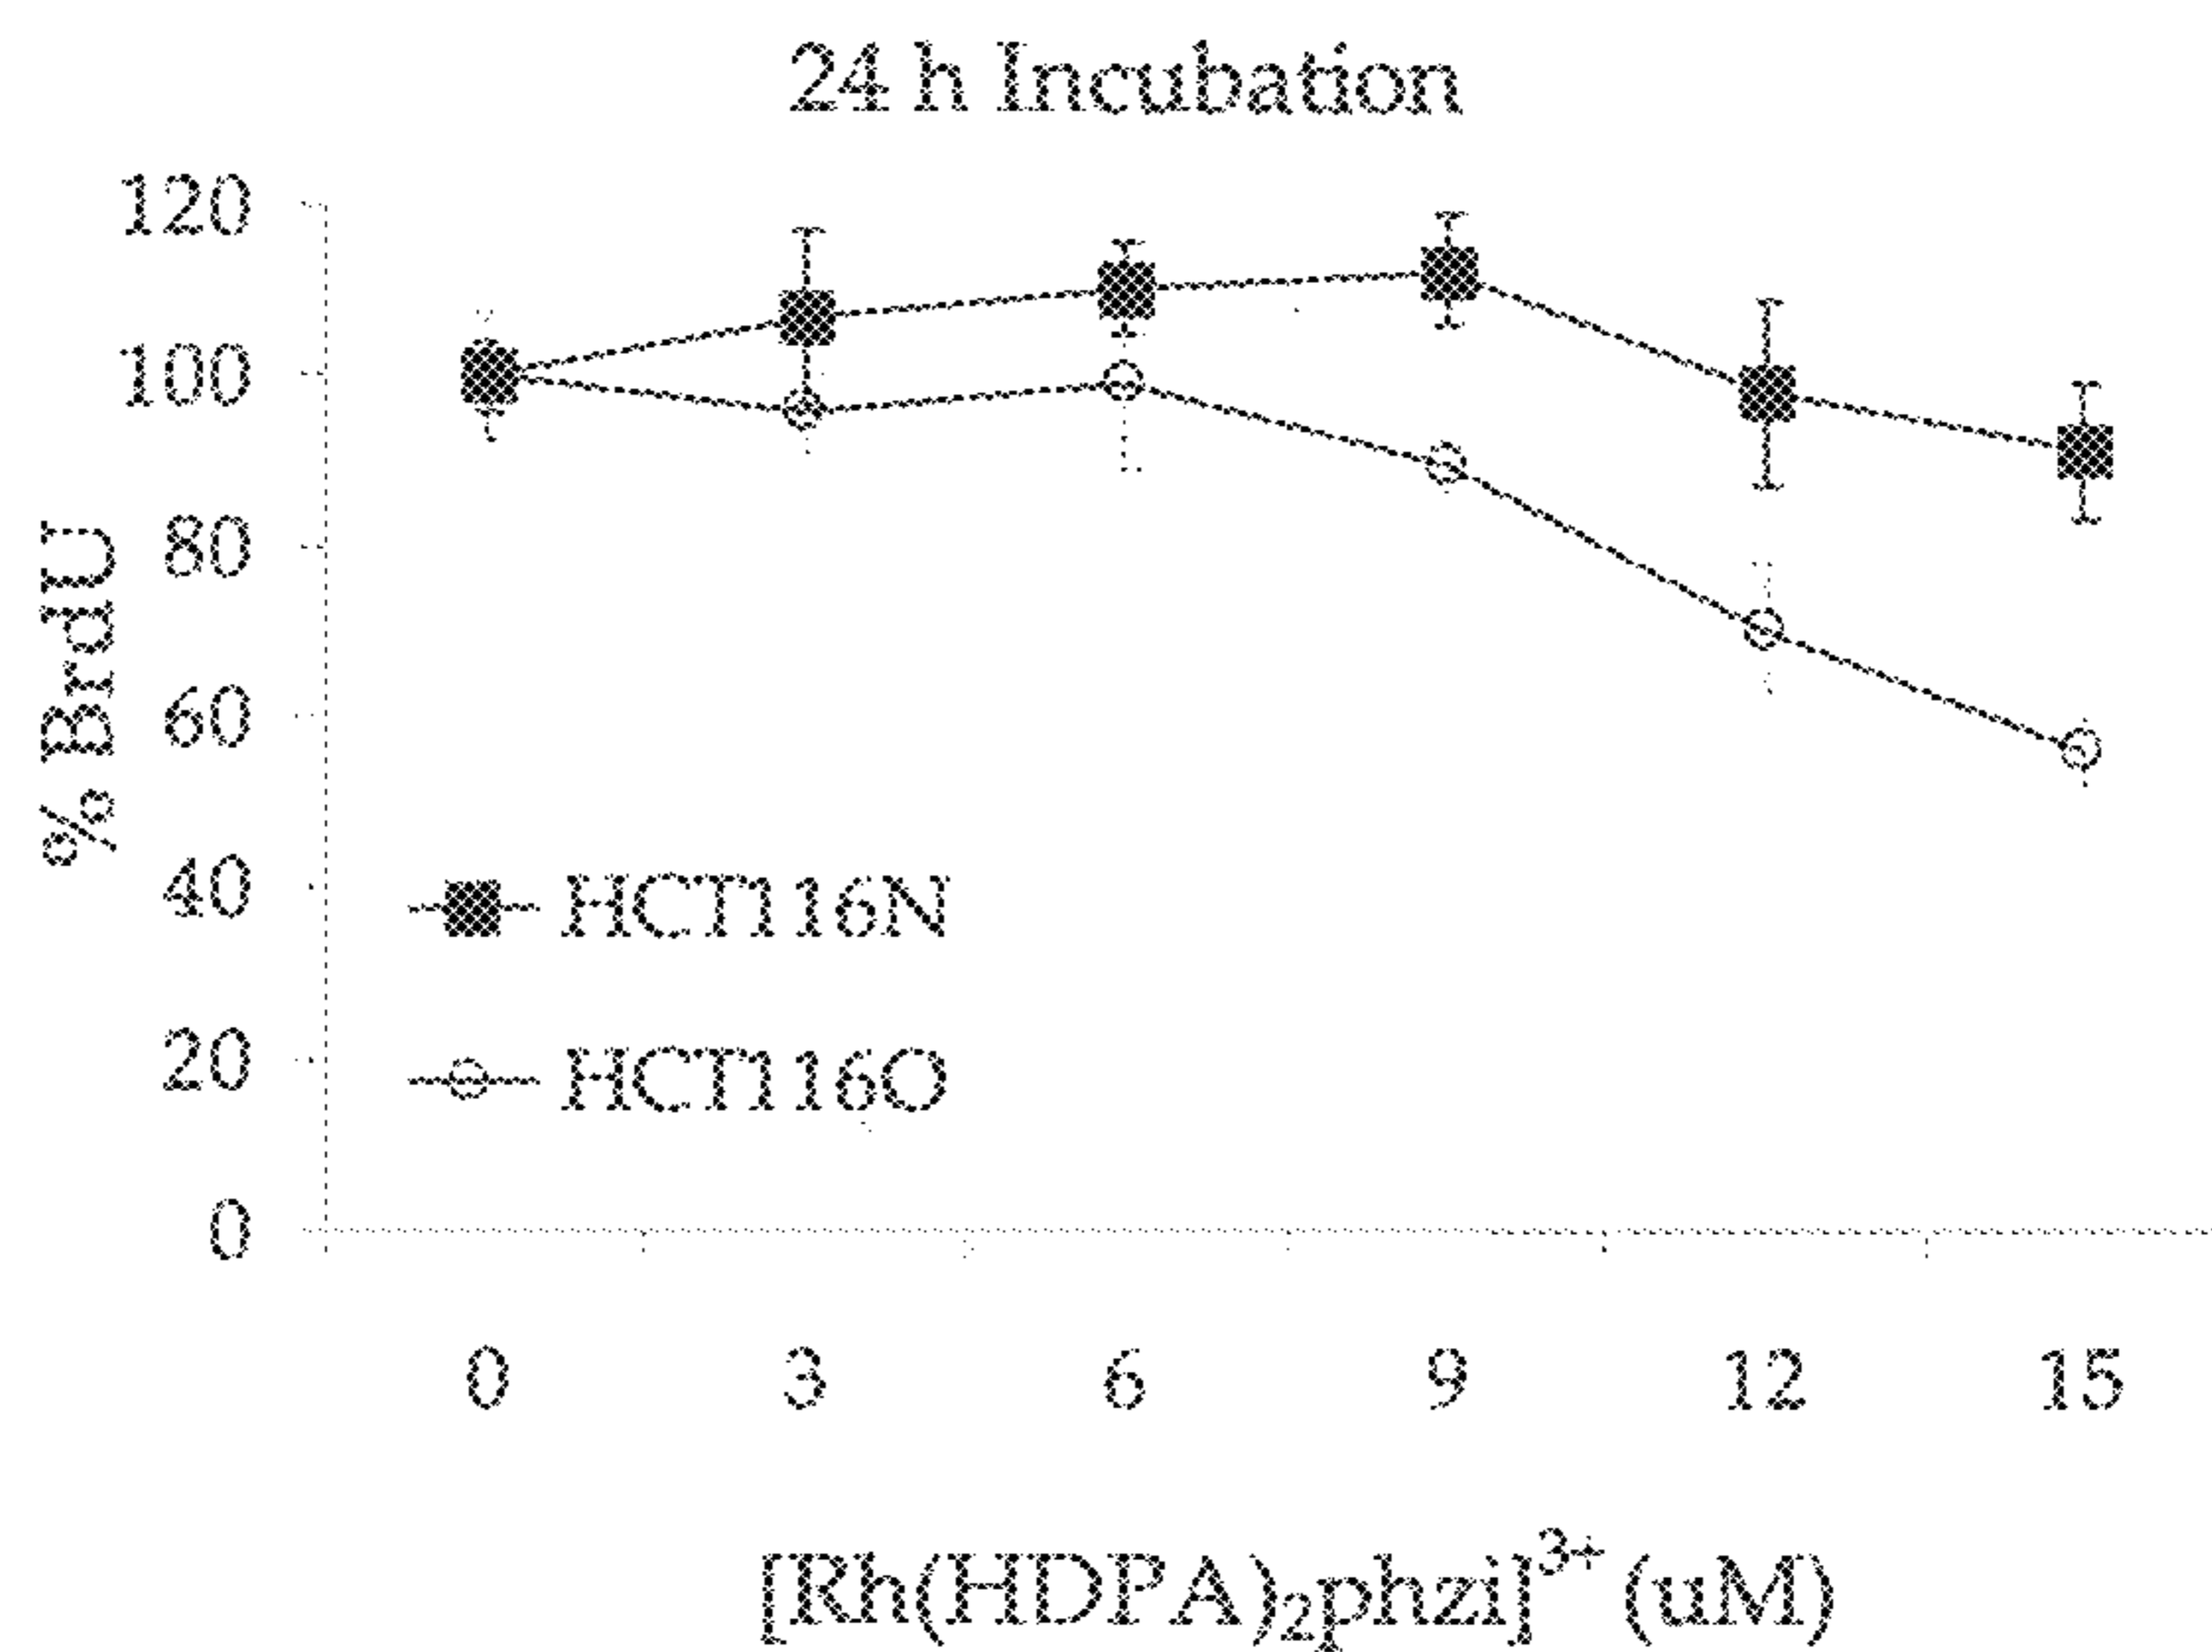 24 h Incubation
120
100
80
60
40
20
0
% BrdU
HCT116N
HCT116O
0 3 6 9 12 15
[Rh(HDPA)₂phzi]³⁺ (uM)